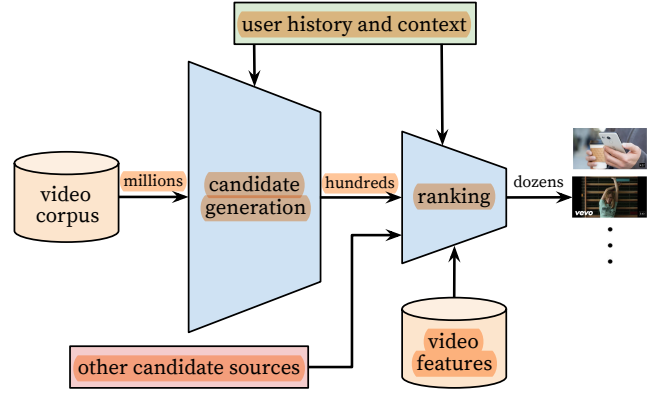 user history and context
video
corpus
millions
candidate
generation
hundreds
ranking
dozens
vevo
other candidate sources
video
features